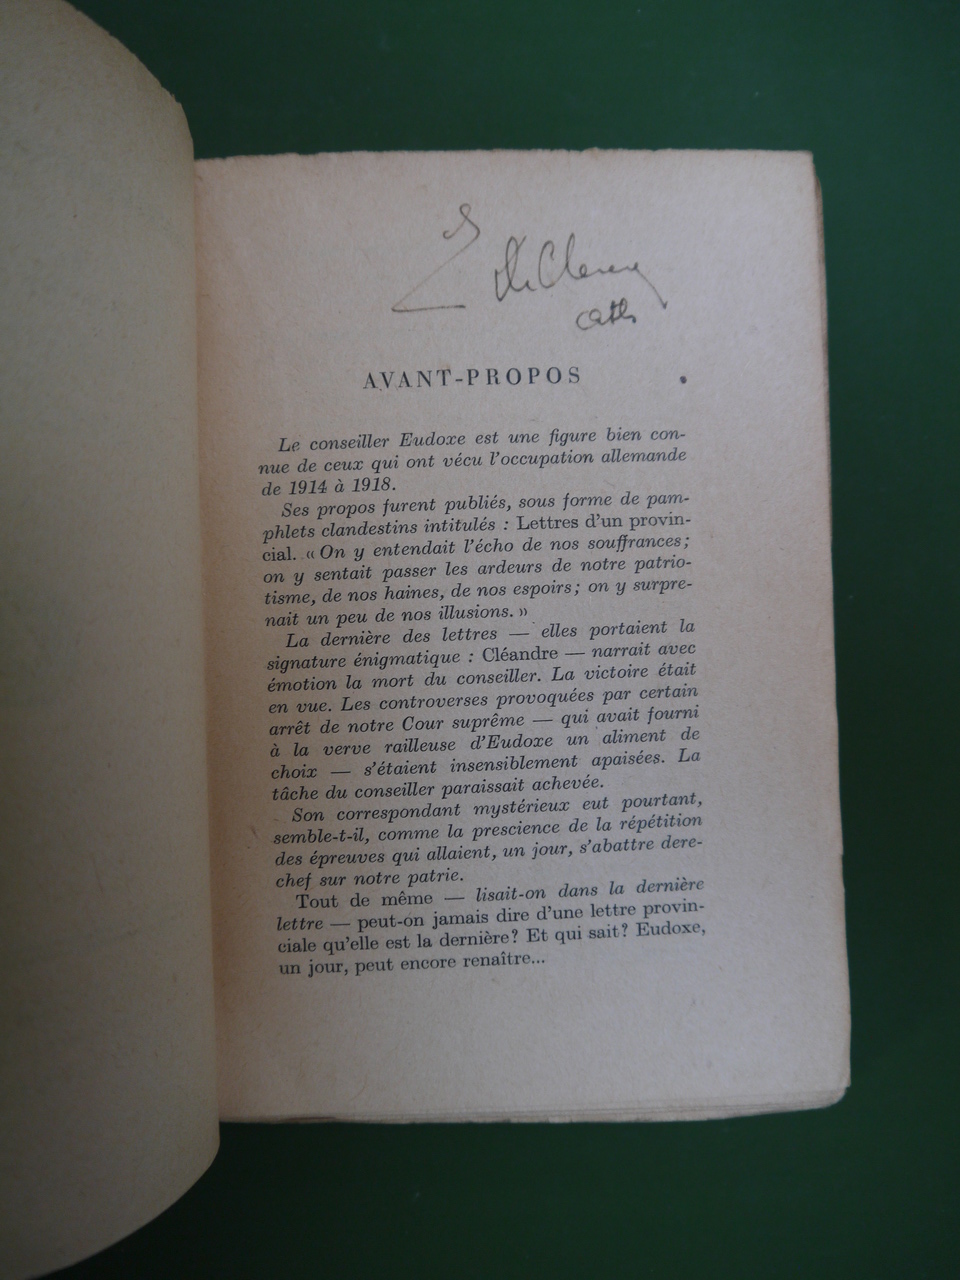 AVANT-PROPOS
Le conseiller Eudoxe est une figure bien con-
nue de ceux qui ont vécu l'occupation allemande
de 1914 à 1918.
Ses propos furent publiés, sous forme de pam-
phlets clandestins intitulés : Lettres d'un provin-
cial. « On y entendait l'écho de nos souffrances ;
on y sentait passer les ardeurs de notre patrio-
tisme, de nos haines, de nos espoirs ; on y surpre-
nait un peu de nos illusions. »
La dernière des lettres — elles portaient la
signature énigmatique : Cléandre — narrait avec
émotion la mort du conseiller. La victoire était
en vue. Les controverses provoquées par certain
arrêt de notre Cour suprême — qui avait fourni
à la verve railleuse d'Eudoxe un aliment de
choix — s'étaient insensiblement apaisées. La
tâche du conseiller paraissait achevée.
Son correspondant mystérieux eut pourtant,
semble-t-il, comme la prescience de la répétition
des épreuves qui allaient, un jour, s'abattre dere-
chef sur notre patrie.
Tout de même — lisait-on dans la dernière
lettre — peut-on jamais dire d'une lettre provin-
ciale qu'elle est la dernière? Et qui sait? Eudoxe,
un jour, peut encore renaître...